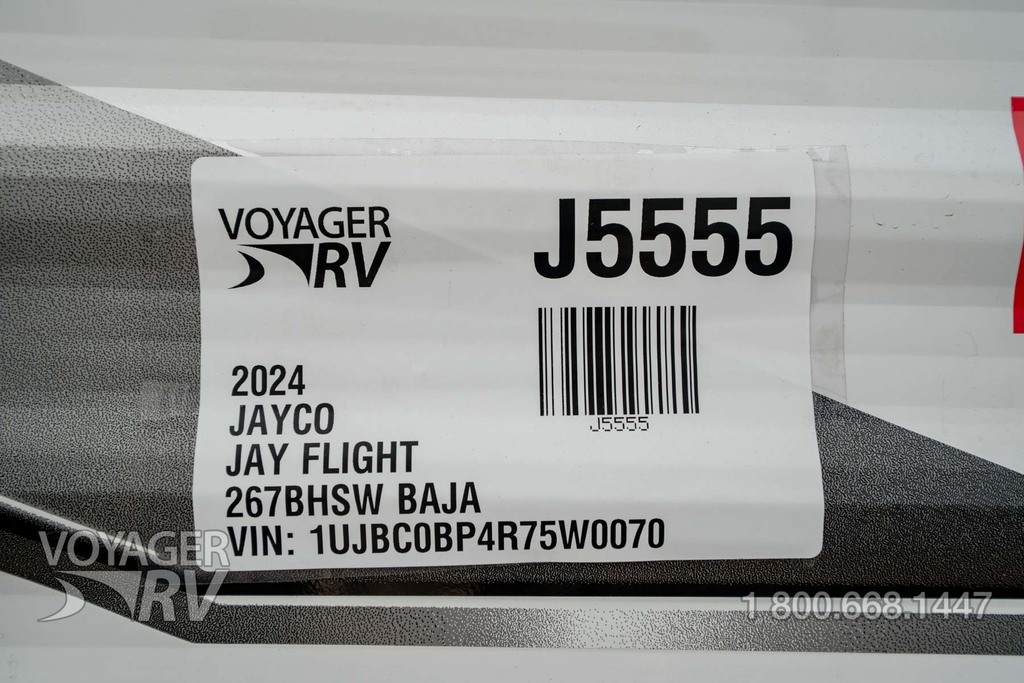 VOYAGER
RV
J5555
J5555
2024
JAYCO
JAY FLIGHT
267BHSW BAJA
VIN: 1UJBC0BP4R75W0070
VOYAGER
RV
1·800·668·1447